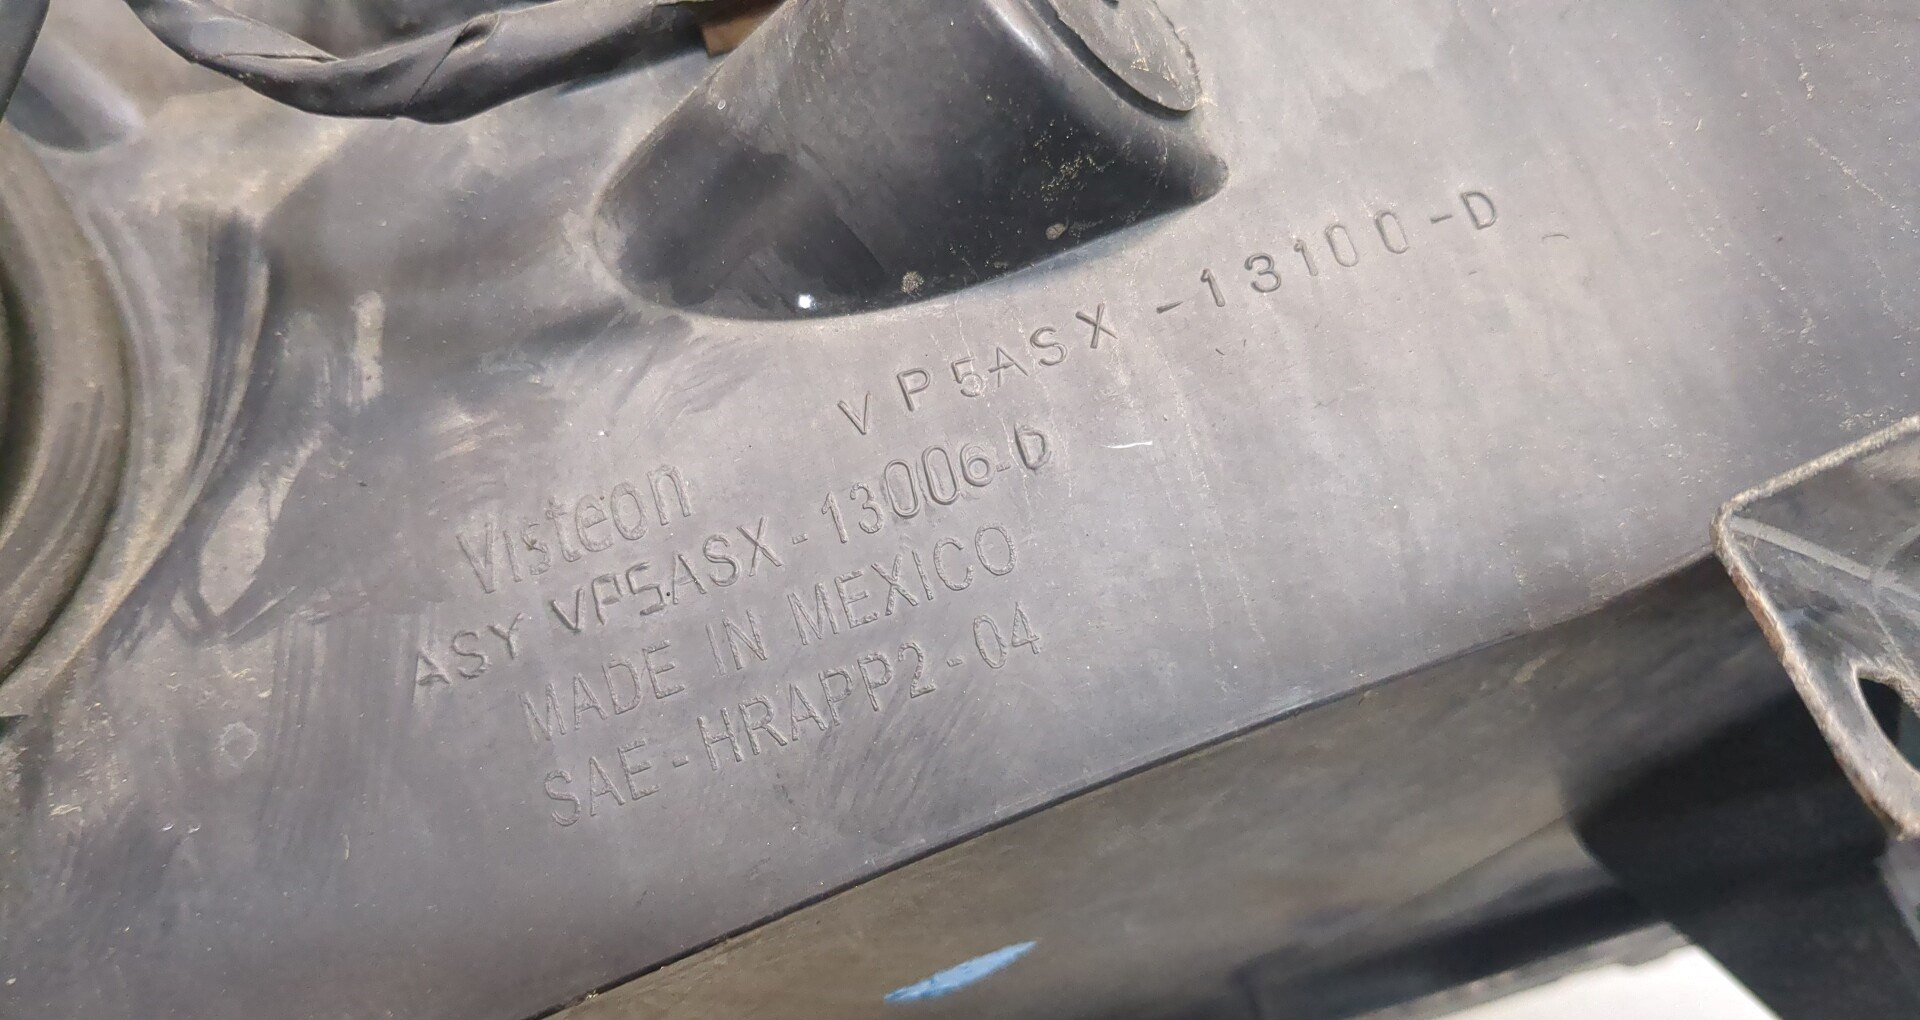 VP5ASX-13100-D
Visteon
ASY VP5ASX-13006-D
MADE IN MEXICO
SAE-HRAPP2-04